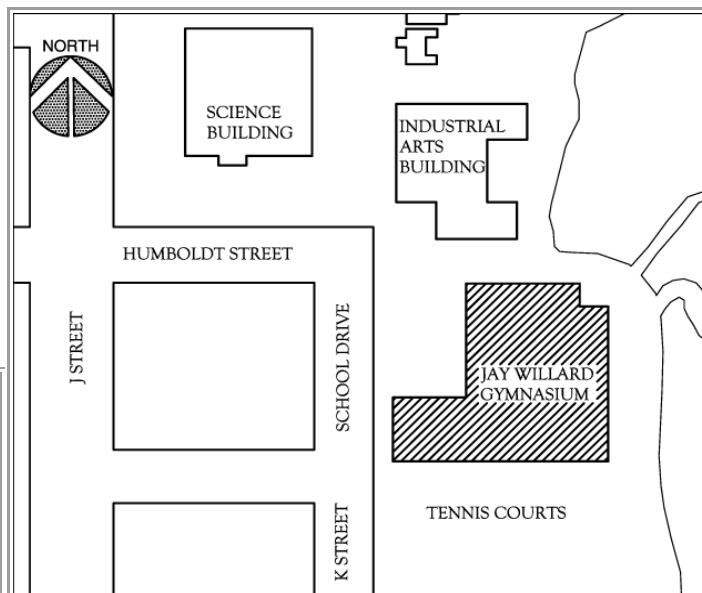 NORTH
SCIENCE
BUILDING
INDUSTRIAL
ARTS
BUILDING
HUMBOLDT STREET
J STREET
SCHOOL DRIVE
JAY WILLARD
GYMNASIUM
K STREET
TENNIS COURTS